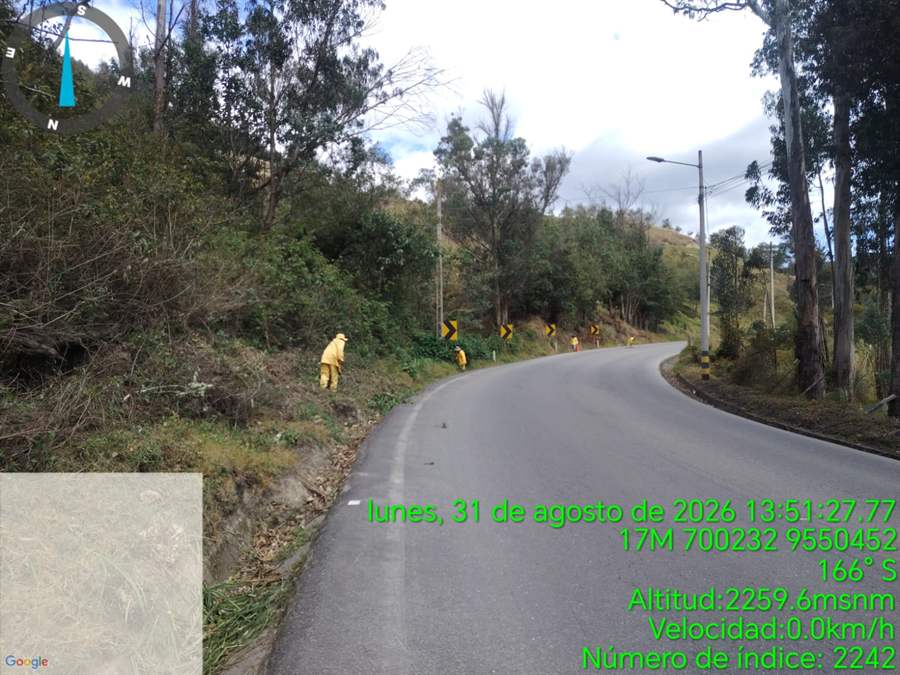 S
E
W
N
lunes, 31 de agosto de 2026 13:51:27.77
17M 700232 9550452
166° S
Altitud:2259.6msnm
Velocidad:0.0km/h
Número de índice: 2242
Google